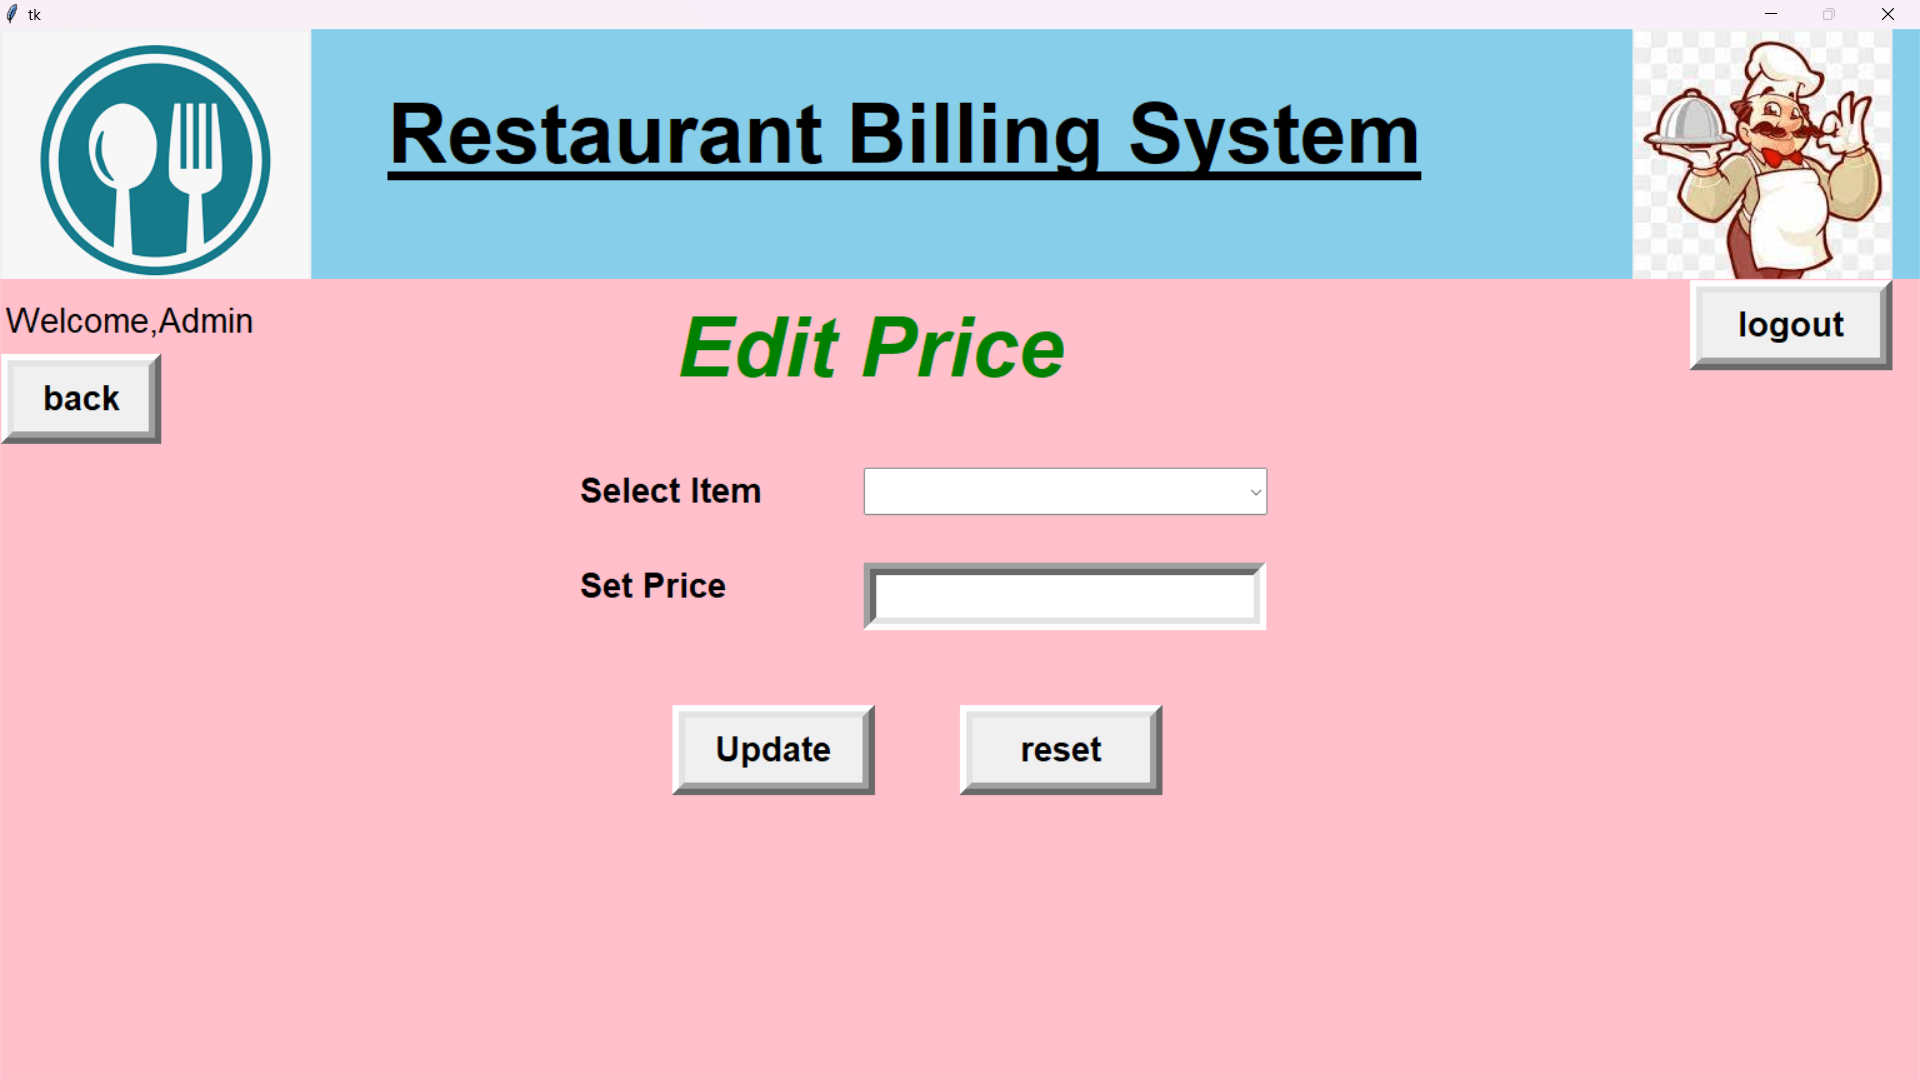 tk
Restaurant Billing System
Welcome,Admin
Edit Price
logout
back
Select Item
Set Price
Update
reset